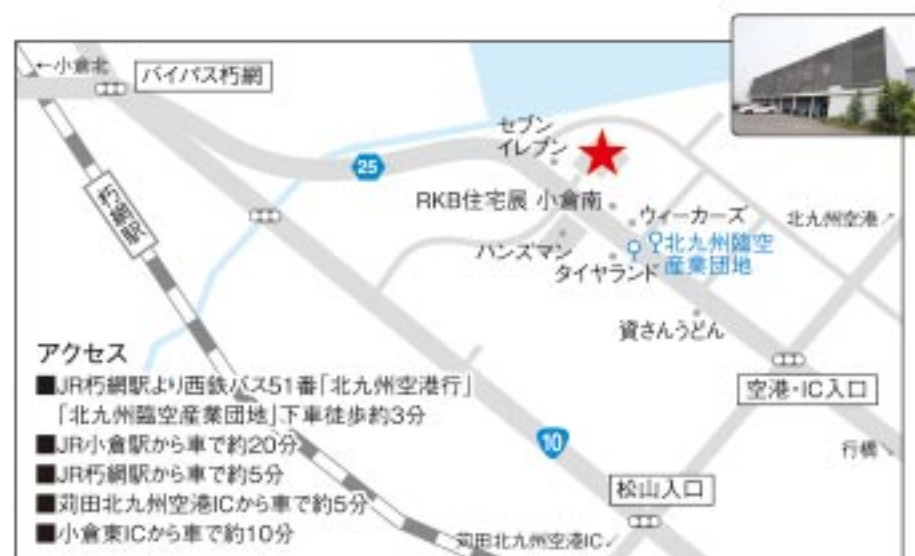 ←小倉北
バイパス朽網
セブン
イレブン
25
朽網駅
RKB住宅展 小倉南
ウィーカーズ
北九州空港↗
ハンズマン
北九州臨空
産業団地
タイヤランド
資さんうどん
空港・IC入口
アクセス
■JR朽網駅より西鉄バス51番「北九州空港行」
「北九州臨空産業団地」下車徒歩約3分
■JR小倉駅から車で約20分
■JR朽網駅から車で約5分
■苅田北九州空港ICから車で約5分
■小倉東ICから車で約10分
10
行橋↘
松山入口
苅田北九州空港IC↙